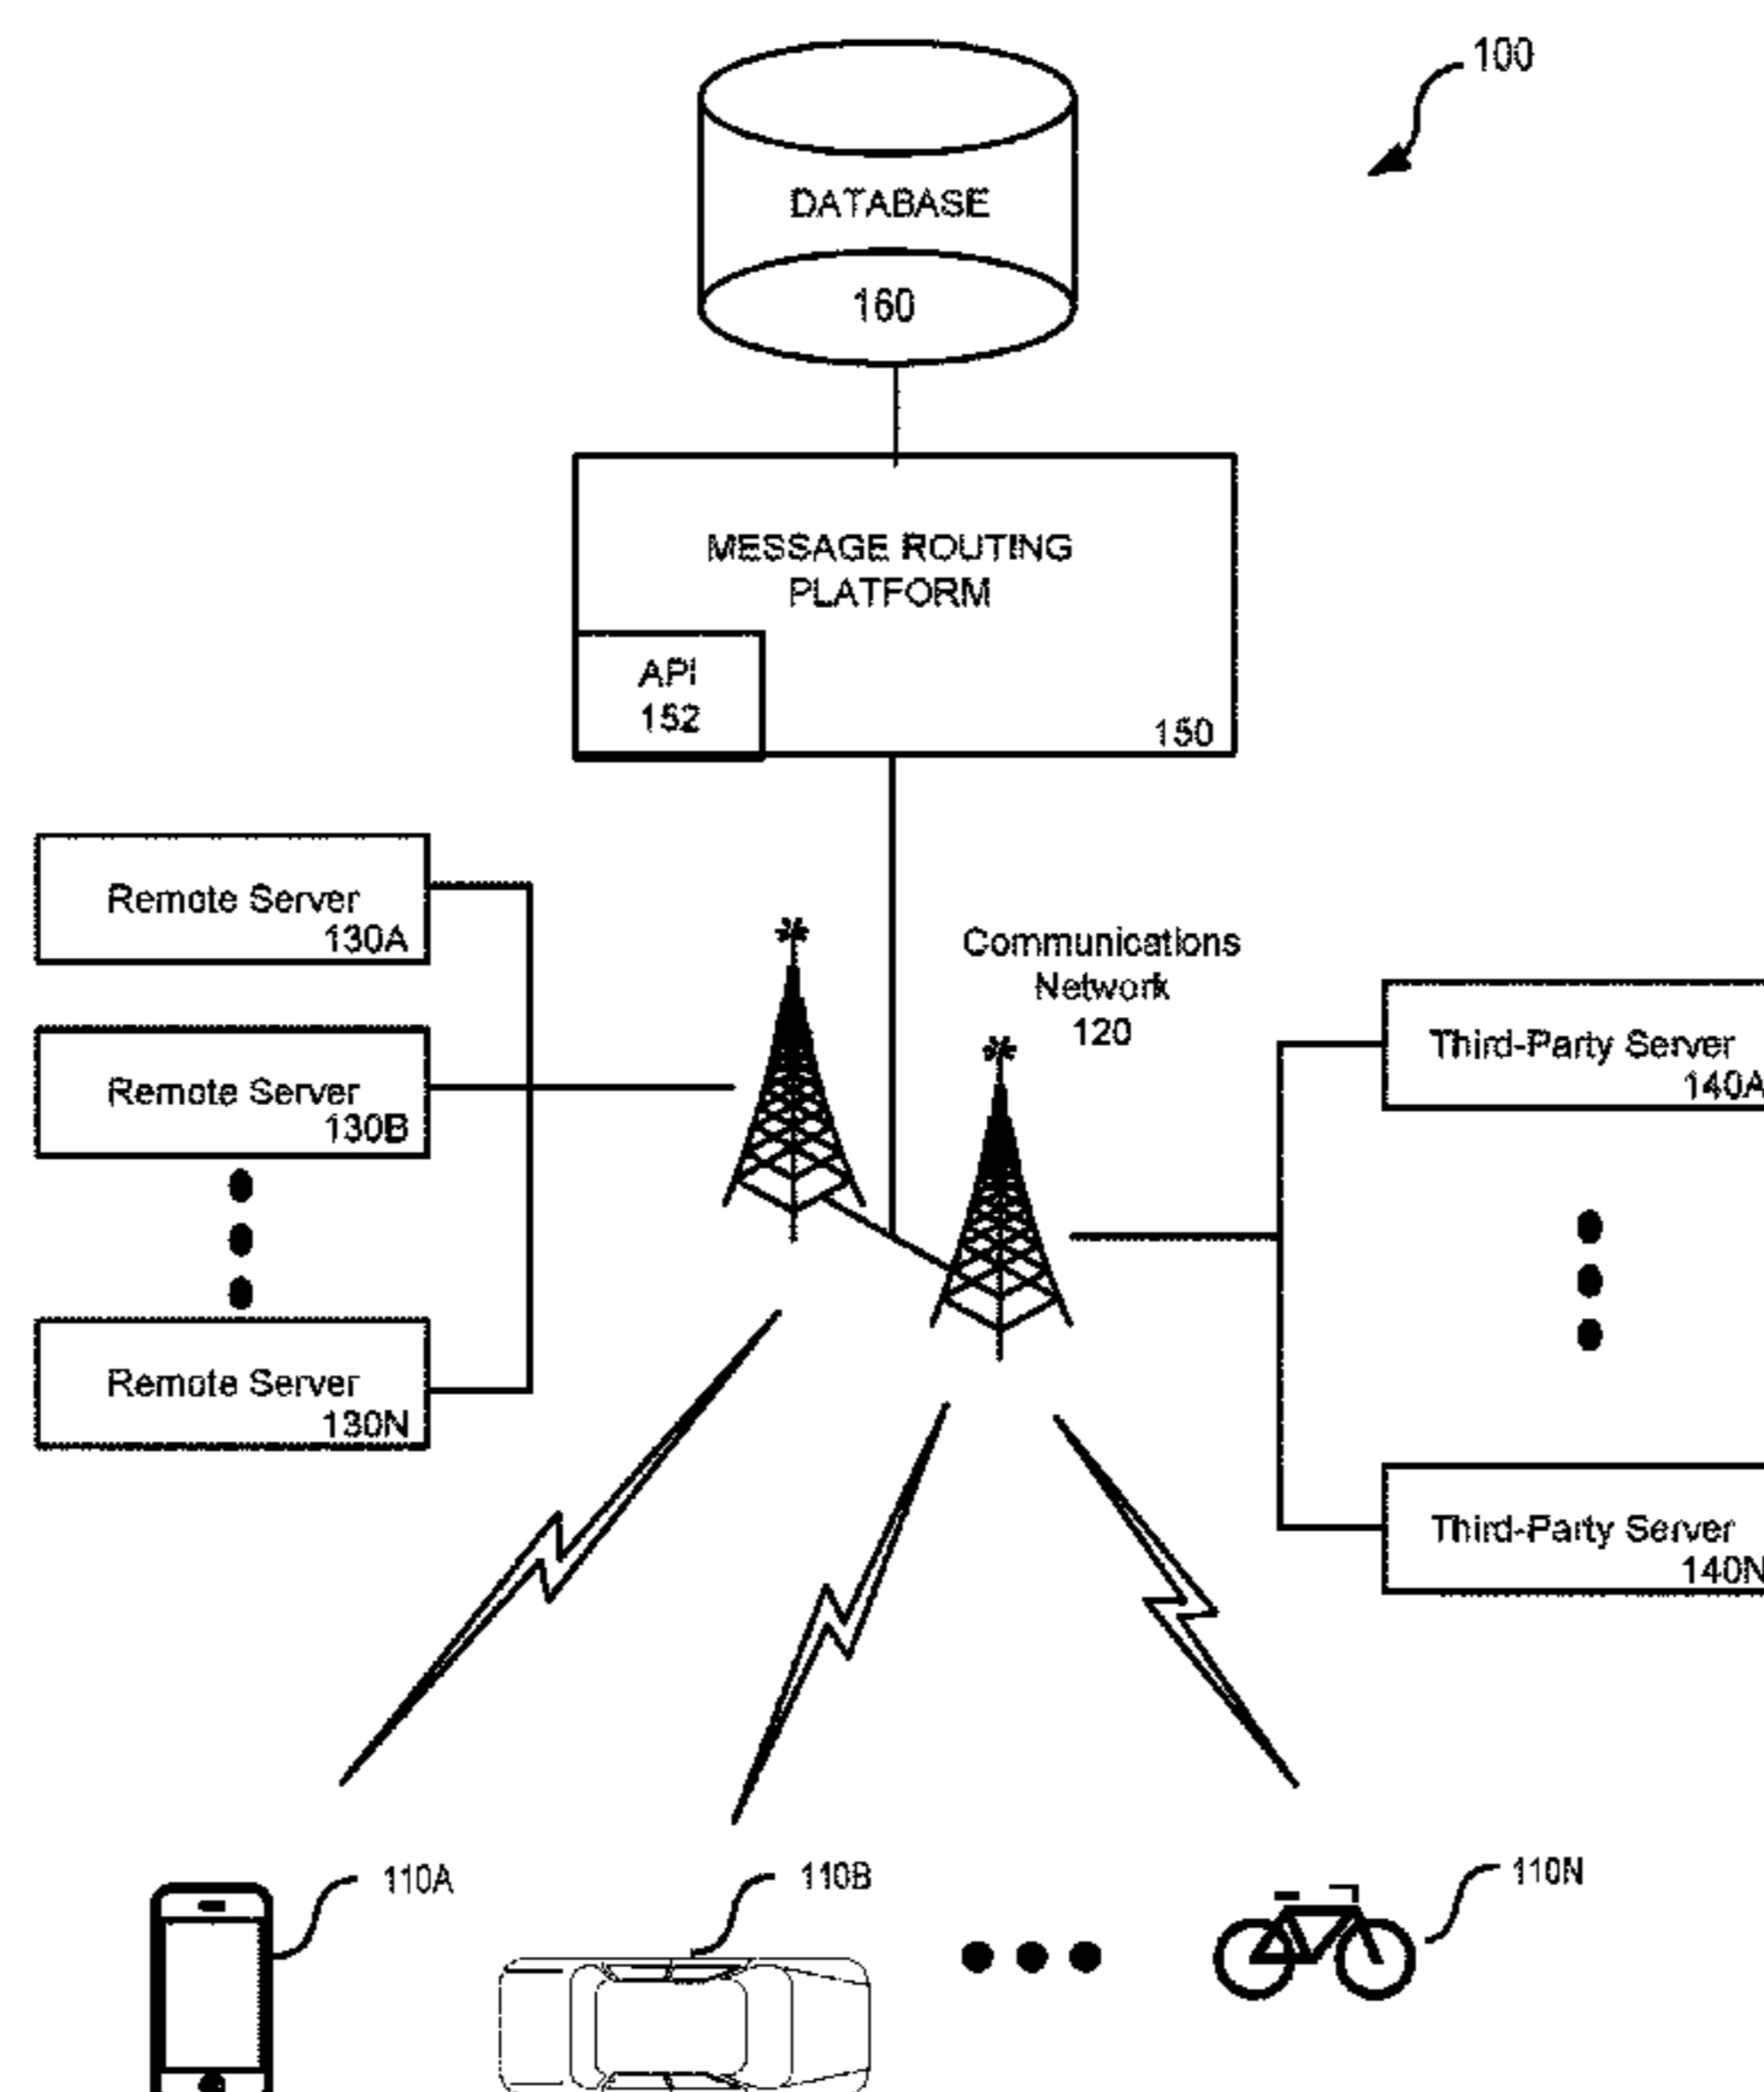 100
DATABASE
160
MESSAGE ROUTING
PLATFORM
API
152
150
Remote Server
130A
Communications
Network
120
Remote Server
130B
Third-Party Server
140A
Remote Server
130N
Third-Party Server
140N
110A
110B
110N